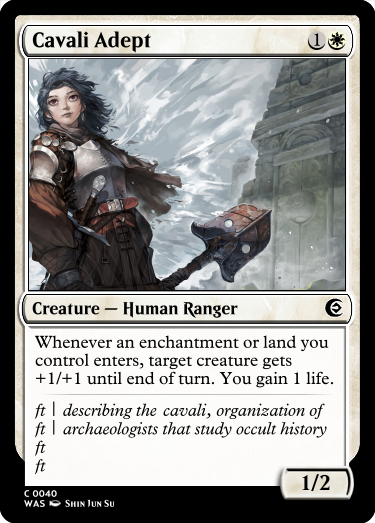 Cavali Adept 1
Creature — Human Ranger
Whenever an enchantment or land you
control enters, target creature gets
+1/+1 until end of turn. You gain 1 life.
ft | describing the cavali, organization of
ft | archaeologists that study occult history
ft
ft
1/2
C 0040
WAS SHIN JUN SU